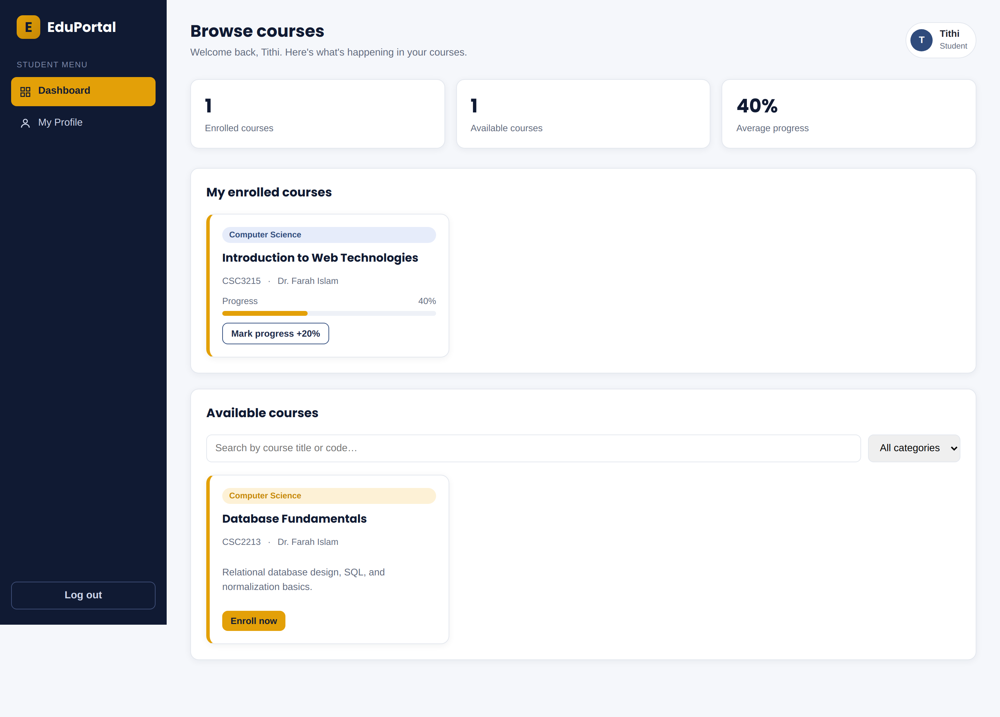 E EduPortal
STUDENT MENU
Dashboard
My Profile
Log out
Browse courses
Welcome back, Tithi. Here's what's happening in your courses.
T
Tithi
Student
1
Enrolled courses
1
Available courses
40%
Average progress
My enrolled courses
Computer Science
Introduction to Web Technologies
CSC3215 · Dr. Farah Islam
Progress 40%
Mark progress +20%
Available courses
Search by course title or code…
All categories
Computer Science
Database Fundamentals
CSC2213 · Dr. Farah Islam
Relational database design, SQL, and
normalization basics.
Enroll now